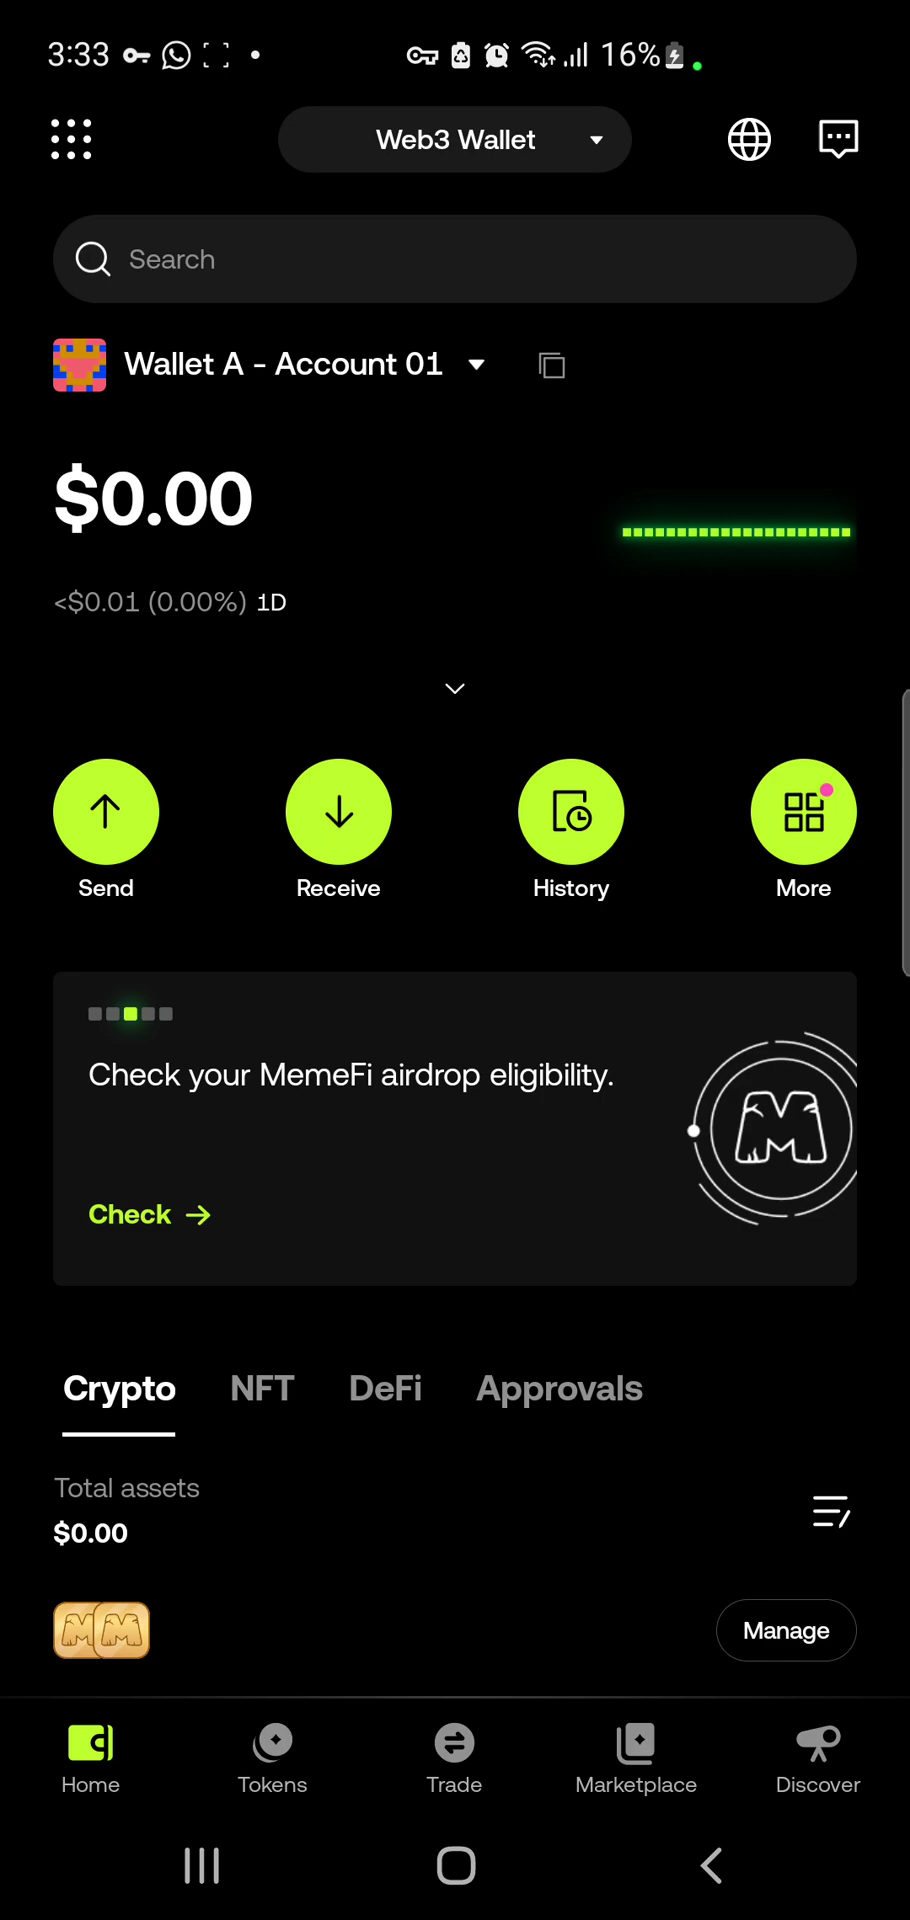 3:33
16%
Web3 Wallet
Search
Wallet A - Account 01
$0.00
<$0.01 (0.00%) 1D
Send
Receive
History
More
Check your MemeFi airdrop eligibility.
Check →
Crypto
NFT
DeFi
Approvals
Total assets
$0.00
Manage
Home
Tokens
Trade
Marketplace
Discover